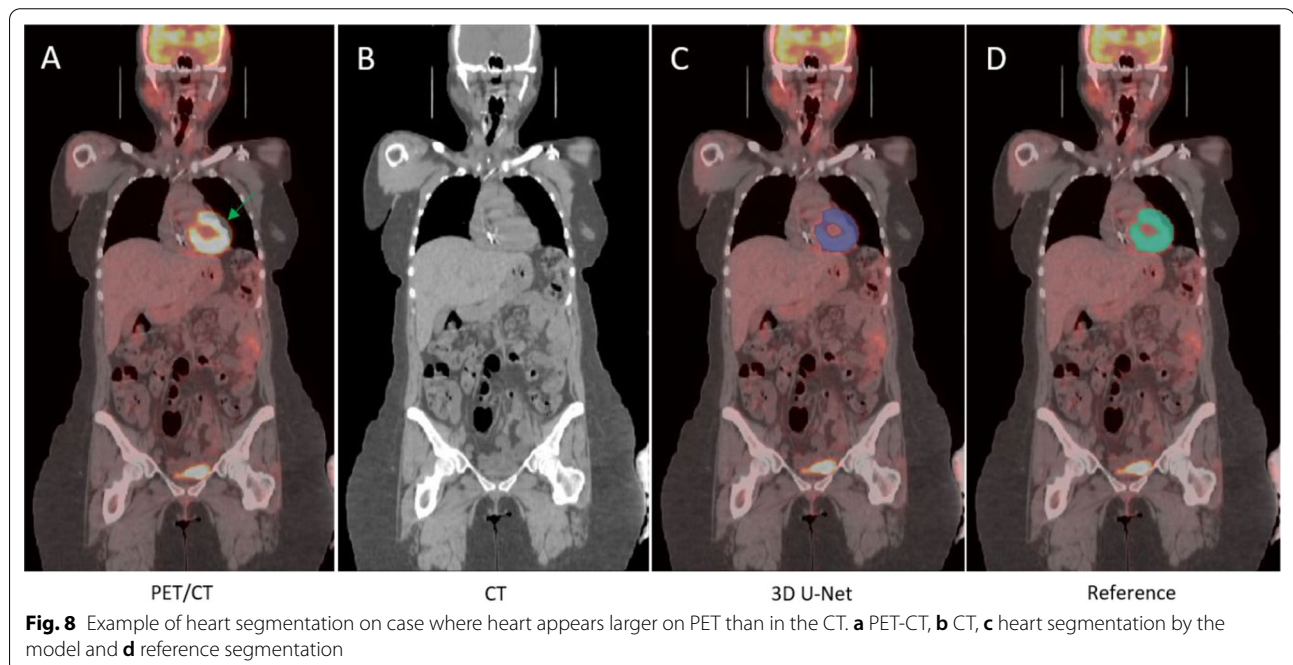 A B C D
PET/CT CT 3D U-Net Reference
Fig. 8 Example of heart segmentation on case where heart appears larger on PET than in the CT. a PET-CT, b CT, c heart segmentation by the
model and d reference segmentation